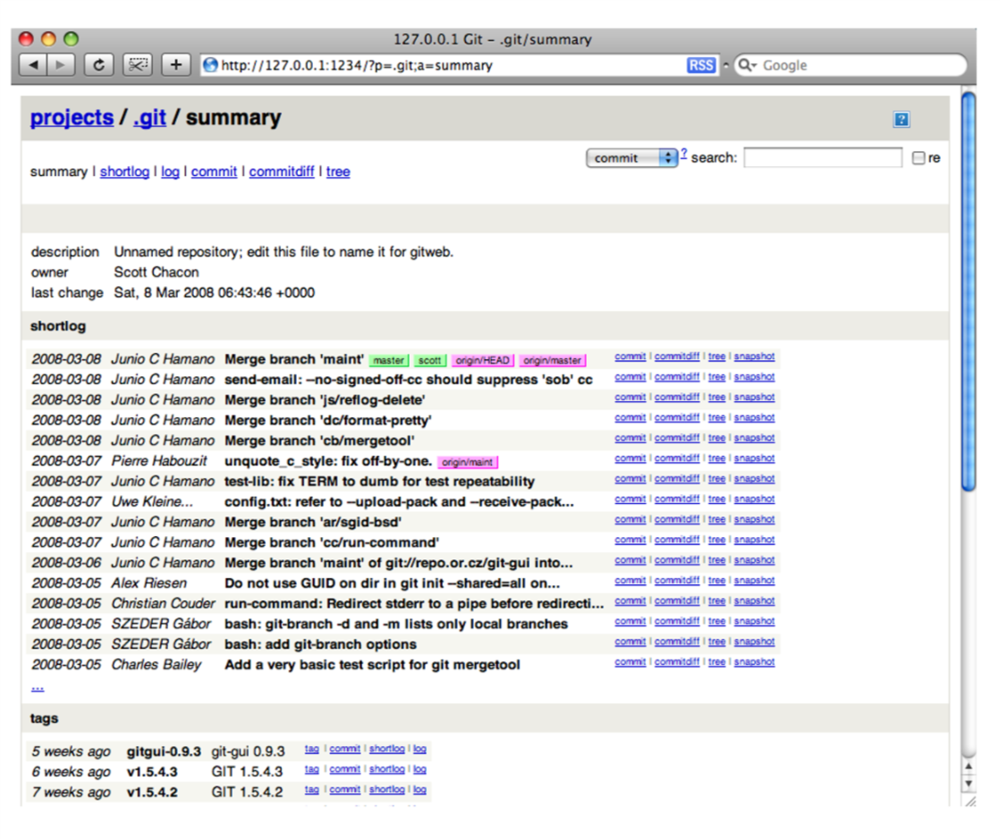 127.0.0.1 Git – .git/summary
http://127.0.0.1:1234/?p=.git;a=summary RSS Google
projects / .git / summary ?
commit ? search: re
summary | shortlog | log | commit | commitdiff | tree
description Unnamed repository; edit this file to name it for gitweb.
owner Scott Chacon
last change Sat, 8 Mar 2008 06:43:46 +0000
shortlog
2008-03-08 Junio C Hamano Merge branch 'maint' master scott origin/HEAD origin/master commit | commitdiff | tree | snapshot
2008-03-08 Junio C Hamano send-email: --no-signed-off-cc should suppress 'sob' cc commit | commitdiff | tree | snapshot
2008-03-08 Junio C Hamano Merge branch 'js/reflog-delete' commit | commitdiff | tree | snapshot
2008-03-08 Junio C Hamano Merge branch 'dc/format-pretty' commit | commitdiff | tree | snapshot
2008-03-08 Junio C Hamano Merge branch 'cb/mergetool' commit | commitdiff | tree | snapshot
2008-03-07 Pierre Habouzit unquote_c_style: fix off-by-one. origin/maint commit | commitdiff | tree | snapshot
2008-03-07 Junio C Hamano test-lib: fix TERM to dumb for test repeatability commit | commitdiff | tree | snapshot
2008-03-07 Uwe Kleine... config.txt: refer to --upload-pack and --receive-pack... commit | commitdiff | tree | snapshot
2008-03-07 Junio C Hamano Merge branch 'ar/sgid-bsd' commit | commitdiff | tree | snapshot
2008-03-07 Junio C Hamano Merge branch 'cc/run-command' commit | commitdiff | tree | snapshot
2008-03-06 Junio C Hamano Merge branch 'maint' of git://repo.or.cz/git-gui into... commit | commitdiff | tree | snapshot
2008-03-05 Alex Riesen Do not use GUID on dir in git init --shared=all on... commit | commitdiff | tree | snapshot
2008-03-05 Christian Couder run-command: Redirect stderr to a pipe before redirecti... commit | commitdiff | tree | snapshot
2008-03-05 SZEDER Gábor bash: git-branch -d and -m lists only local branches commit | commitdiff | tree | snapshot
2008-03-05 SZEDER Gábor bash: add git-branch options commit | commitdiff | tree | snapshot
2008-03-05 Charles Bailey Add a very basic test script for git mergetool commit | commitdiff | tree | snapshot
...
tags
5 weeks ago gitgui-0.9.3 git-gui 0.9.3 tag | commit | shortlog | log
6 weeks ago v1.5.4.3 GIT 1.5.4.3 tag | commit | shortlog | log
7 weeks ago v1.5.4.2 GIT 1.5.4.2 tag | commit | shortlog | log